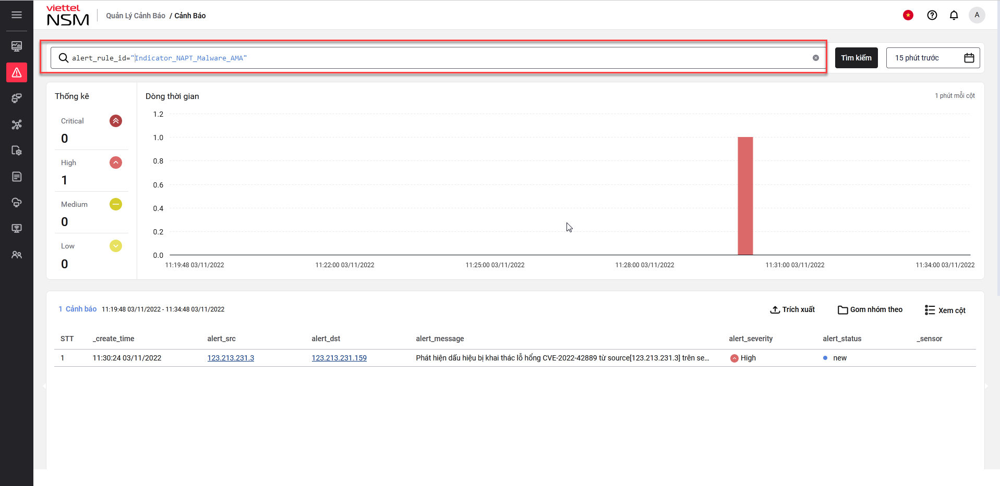 viettel
NSM
Quản Lý Cảnh Báo / Cảnh Báo
A
alert_rule_id="Indicator_NAPT_Malware_AMA"
Tìm kiếm
15 phút trước
Thống kê
Critical
0
High
1
Medium
0
Low
0
Dòng thời gian
1 phút mỗi cột
1.2
1.0
0.8
0.6
0.4
0.2
0.0
11:19:48 03/11/2022 11:22:00 03/11/2022 11:25:00 03/11/2022 11:28:00 03/11/2022 11:31:00 03/11/2022 11:34:00 03/11/2022
1 Cảnh báo 11:19:48 03/11/2022 - 11:34:48 03/11/2022
Trích xuất
Gom nhóm theo
Xem cột
STT _create_time alert_src alert_dst alert_message alert_severity alert_status _sensor
1 11:30:24 03/11/2022 123.213.231.3 123.213.231.159 Phát hiện dấu hiệu bị khai thác lỗ hổng CVE-2022-42889 từ source[123.213.231.3] trên se... High new